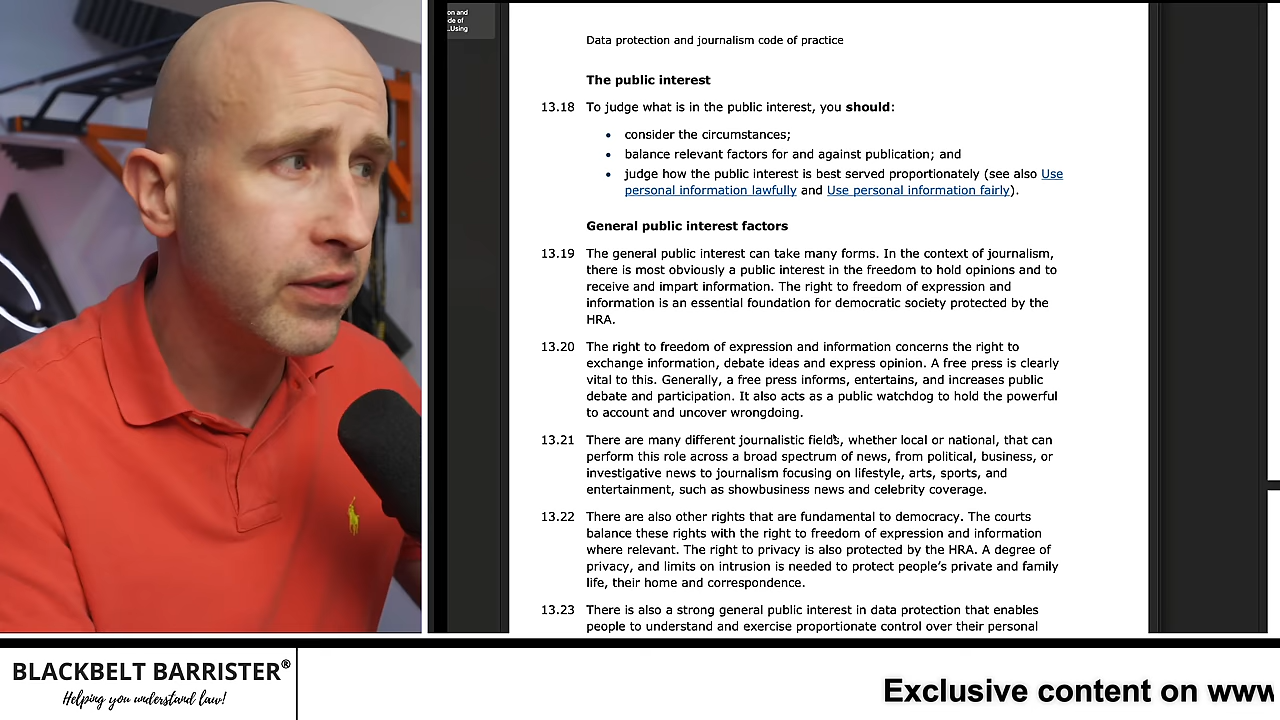 on and
de of
..Using
Data protection and journalism code of practice
The public interest
13.18 To judge what is in the public interest, you should:
• consider the circumstances;
• balance relevant factors for and against publication; and
• judge how the public interest is best served proportionately (see also Use
personal information lawfully and Use personal information fairly).
General public interest factors
13.19 The general public interest can take many forms. In the context of journalism,
there is most obviously a public interest in the freedom to hold opinions and to
receive and impart information. The right to freedom of expression and
information is an essential foundation for democratic society protected by the
HRA.
13.20 The right to freedom of expression and information concerns the right to
exchange information, debate ideas and express opinion. A free press is clearly
vital to this. Generally, a free press informs, entertains, and increases public
debate and participation. It also acts as a public watchdog to hold the powerful
to account and uncover wrongdoing.
13.21 There are many different journalistic fields, whether local or national, that can
perform this role across a broad spectrum of news, from political, business, or
investigative news to journalism focusing on lifestyle, arts, sports, and
entertainment, such as showbusiness news and celebrity coverage.
13.22 There are also other rights that are fundamental to democracy. The courts
balance these rights with the right to freedom of expression and information
where relevant. The right to privacy is also protected by the HRA. A degree of
privacy, and limits on intrusion is needed to protect people's private and family
life, their home and correspondence.
13.23 There is also a strong general public interest in data protection that enables
people to understand and exercise proportionate control over their personal
BLACKBELT BARRISTER®
Helping you understand law!
Exclusive content on www